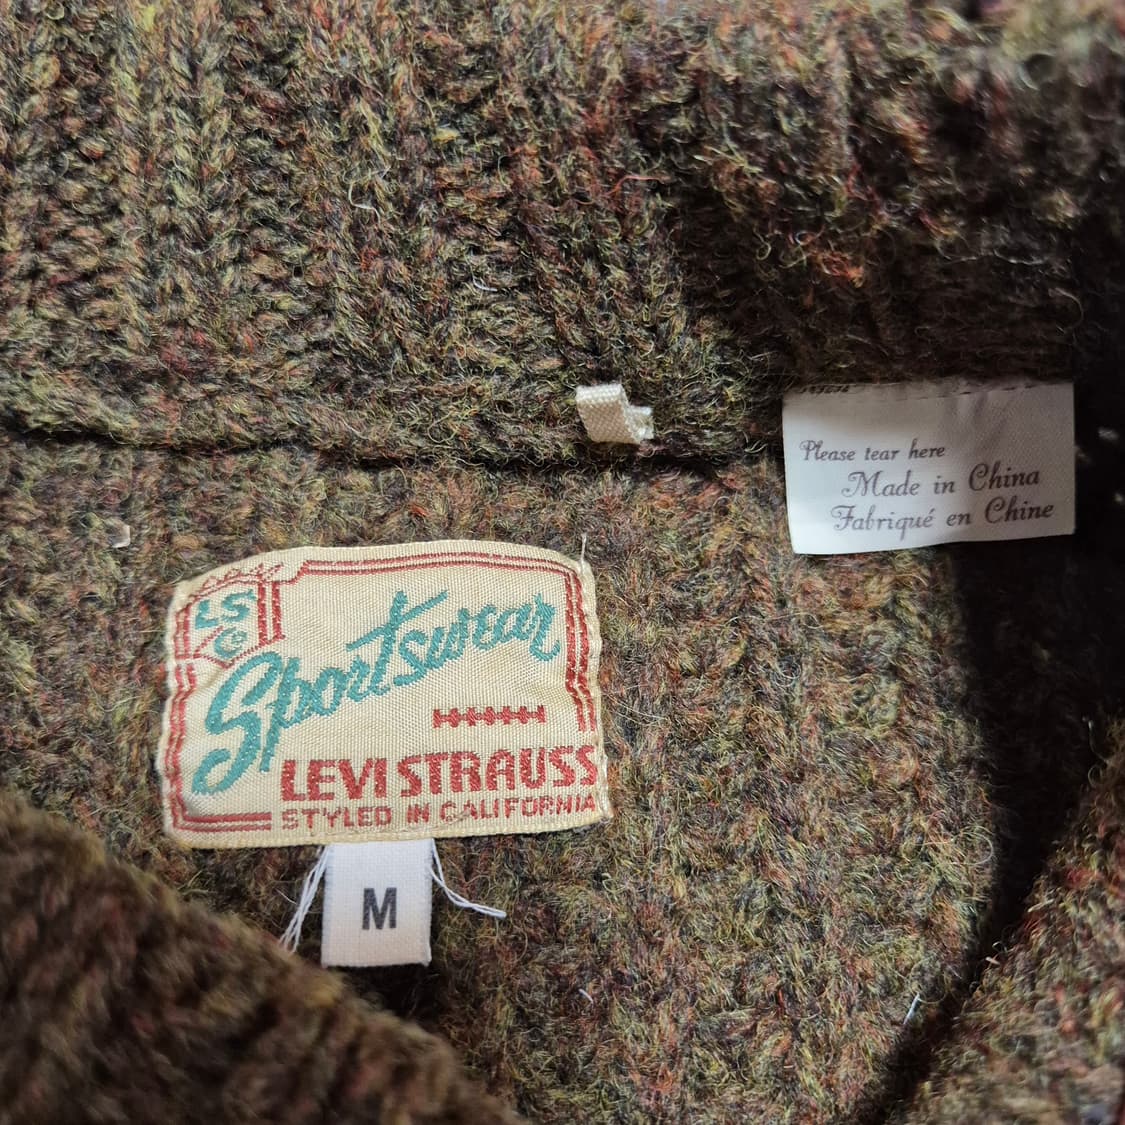 LS
e
Sportswear
LEVI STRAUSS
STYLED IN CALIFORNIA
M
Please tear here
Made in China
Fabriqué en Chine